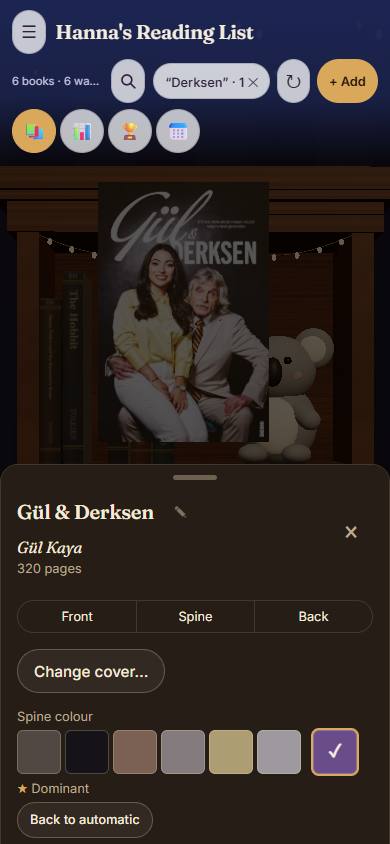 Hanna's Reading List
6 books · 6 wa...
“Derksen” · 1
+ Add
Gül &
DERKSEN
The Hobbit
TOLKIEN
Gül & Derksen
Gül Kaya
320 pages
Front Spine Back
Change cover...
Spine colour
★ Dominant
Back to automatic